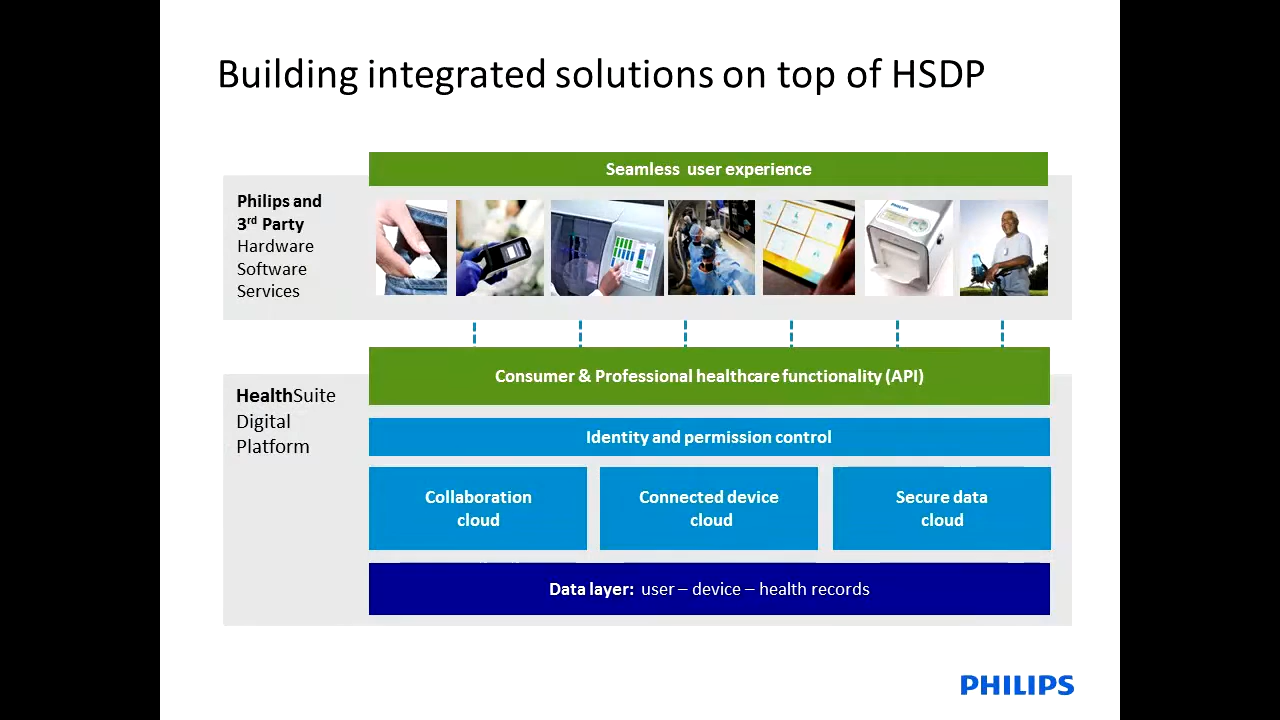 Building integrated solutions on top of HSDP
Seamless user experience
Philips and
3rd Party
Hardware
Software
Services
PHILIPS
Consumer & Professional healthcare functionality (API)
HealthSuite
Digital
Platform
Identity and permission control
Collaboration
cloud
Connected device
cloud
Secure data
cloud
Data layer: user – device – health records
PHILIPS